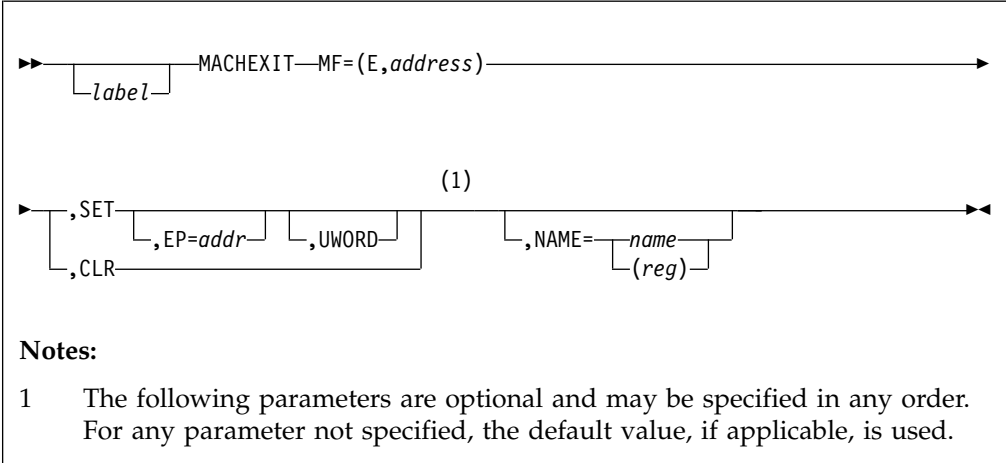 MACHEXIT MF=(E,address)
label
(1)
,SET ,EP=addr ,UWORD ,NAME= name
(reg)
,CLR
Notes:
1 The following parameters are optional and may be specified in any order.
For any parameter not specified, the default value, if applicable, is used.